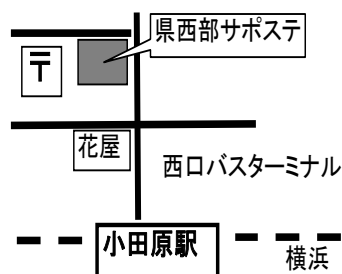 県西部サポステ
〒
花屋
西口バスターミナル
小田原駅
横浜